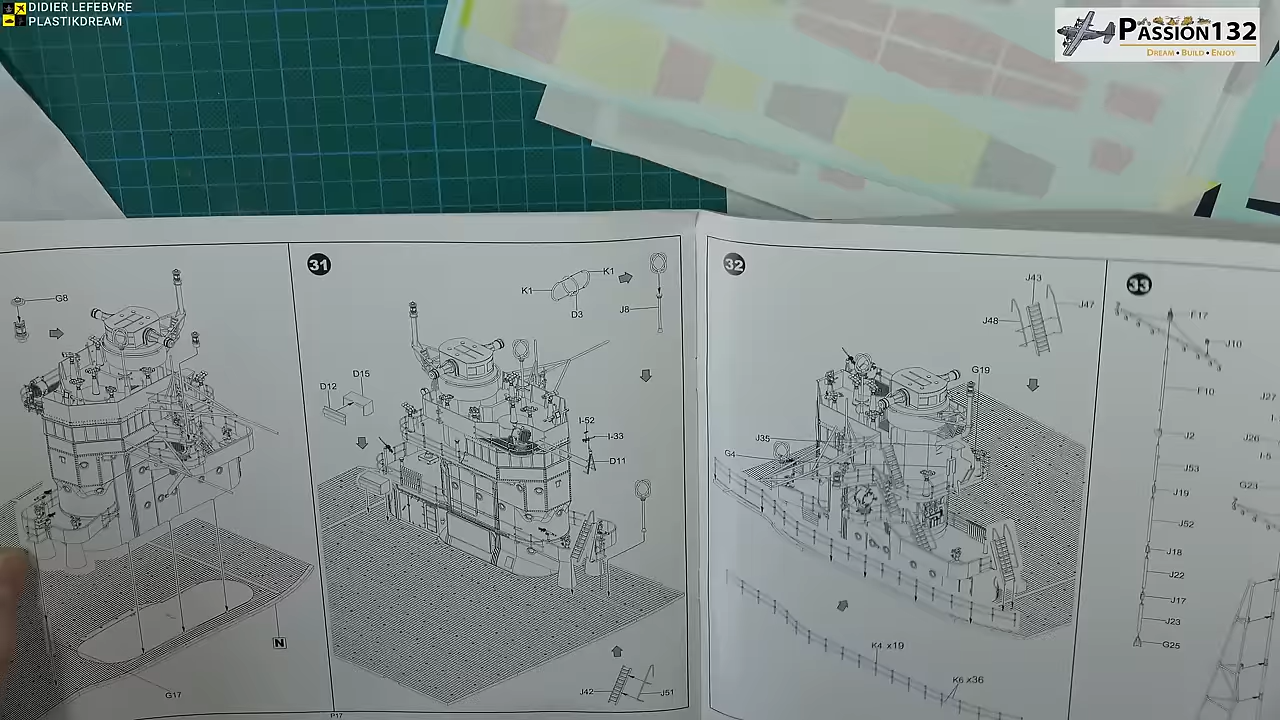 DIDIER LEFEBVRE
PLASTIKDREAM
PASSION132
DREAM • BUILD • ENJOY
G8
N
G17
31
K1
K1
D3
J8
D15
D12
I-52
I-33
D11
J42
J51
P17
32
J43
J47
J48
G19
J35
G4
K4 x19
K6 x36
33
F17
J10
F10
J27
J2
J26
J53
I-5
J19
G23
J52
J18
J22
J17
J23
G25